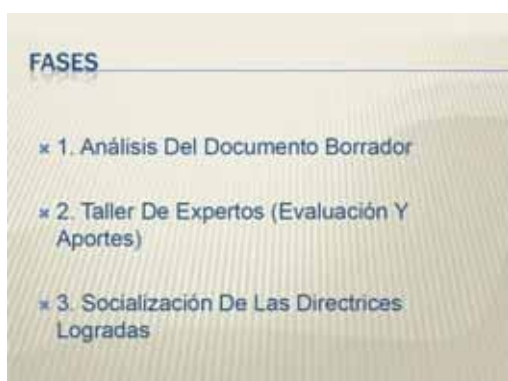 FASES
1. Análisis Del Documento Borrador
2. Taller De Expertos (Evaluación Y
Aportes)
3. Socialización De Las Directrices
Logradas